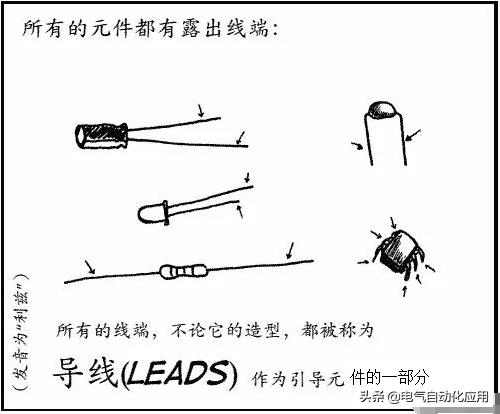 所有的元件都有露出线端：
所有的线端，不论它的造型，都被称为
导线(LEADS) 作为引导元件的一部分
(发音为"利兹")
头条 @电气自动化应用